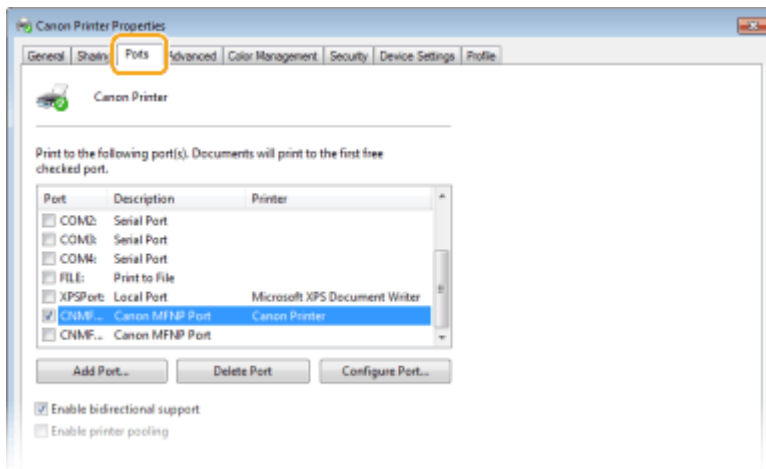 Canon Printer Properties
General Sharing Ports Advanced Color Management Security Device Settings Profile
Canon Printer
Print to the following port(s). Documents will print to the first free
checked port.
Port Description Printer
COM2: Serial Port
COM3: Serial Port
COM4: Serial Port
FILE: Print to File
XPSPort: Local Port Microsoft XPS Document Writer
CNMF... Canon MFNP Port Canon Printer
CNMF... Canon MFNP Port
Add Port... Delete Port Configure Port...
Enable bidirectional support
Enable printer pooling